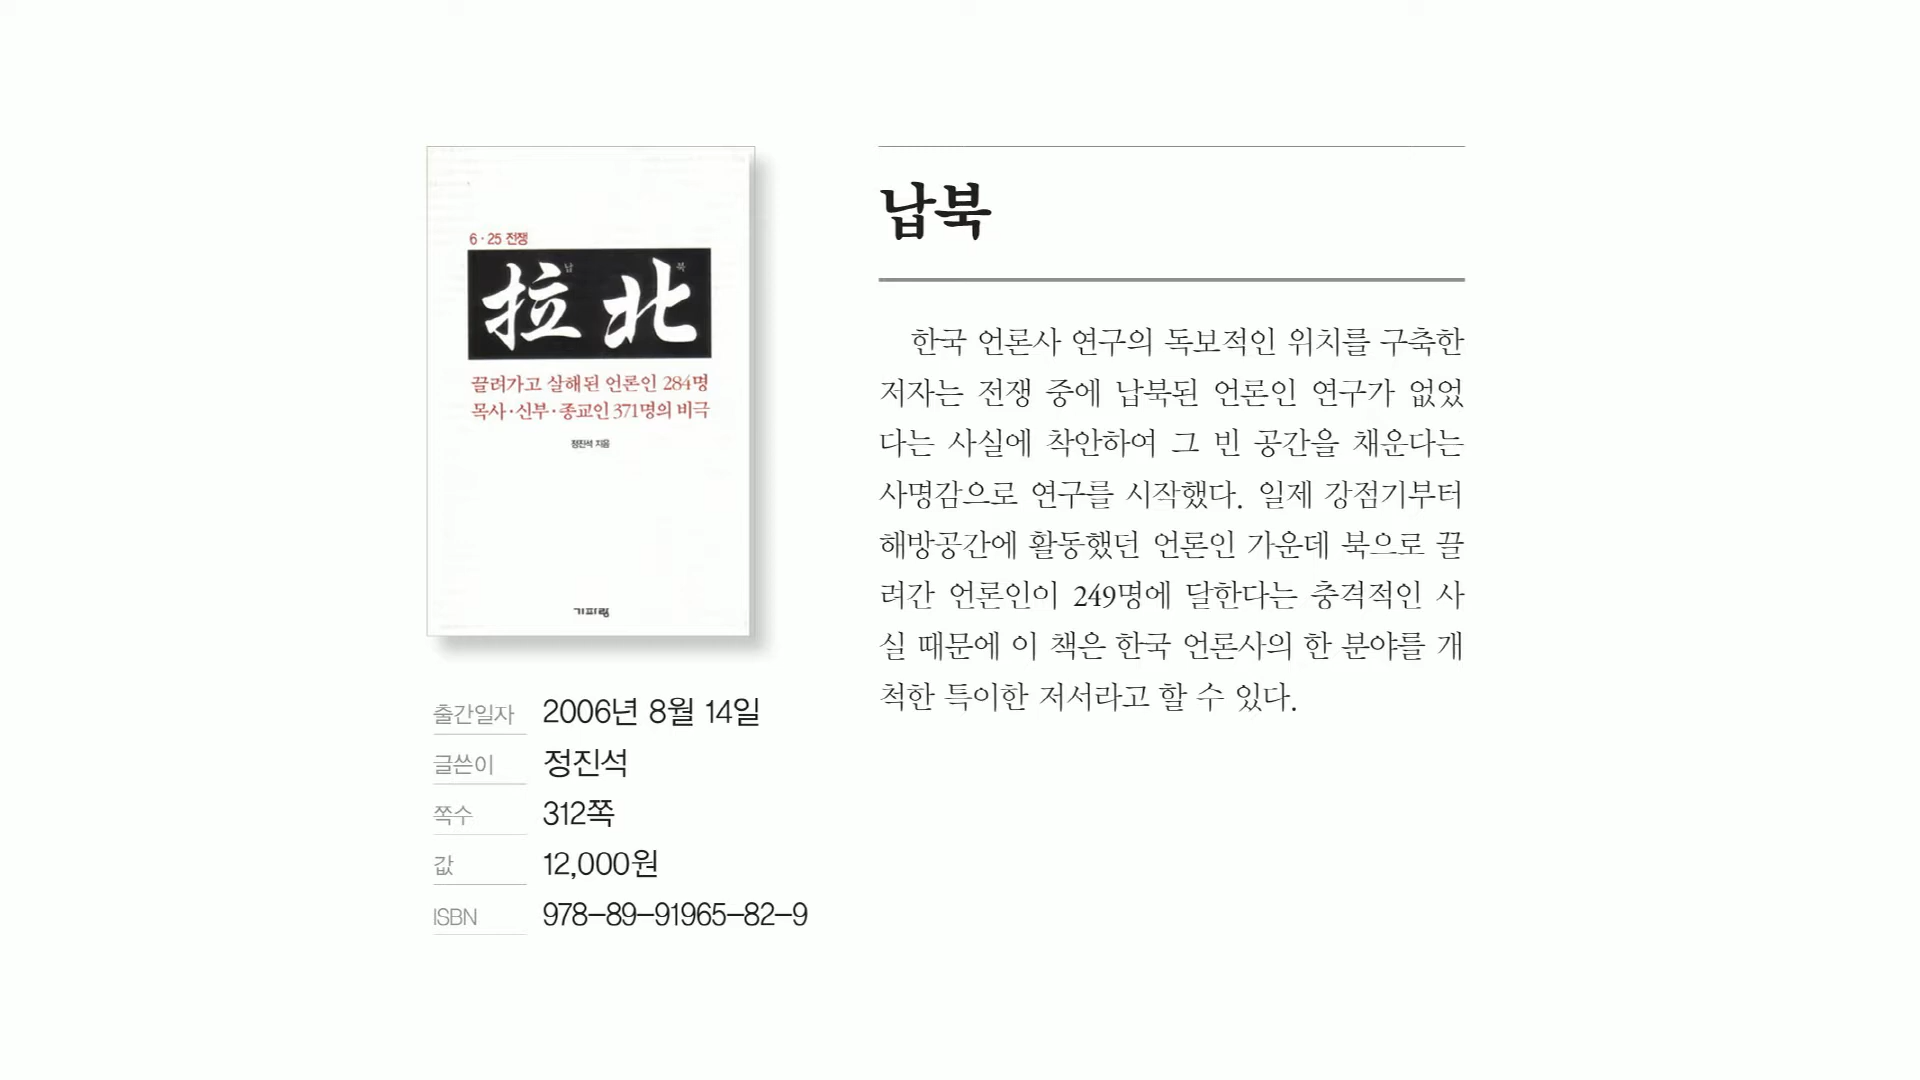 6·25 전쟁
납 북
拉北
끌려가고 살해된 언론인 284명
목사·신부·종교인 371명의 비극
정진석 지음
기파랑
출간일자 2006년 8월 14일
글쓴이 정진석
쪽수 312쪽
값 12,000원
ISBN 978-89-91965-82-9
납북
한국 언론사 연구의 독보적인 위치를 구축한
저자는 전쟁 중에 납북된 언론인 연구가 없었
다는 사실에 착안하여 그 빈 공간을 채운다는
사명감으로 연구를 시작했다. 일제 강점기부터
해방공간에 활동했던 언론인 가운데 북으로 끌
려간 언론인이 249명에 달한다는 충격적인 사
실 때문에 이 책은 한국 언론사의 한 분야를 개
척한 특이한 저서라고 할 수 있다.